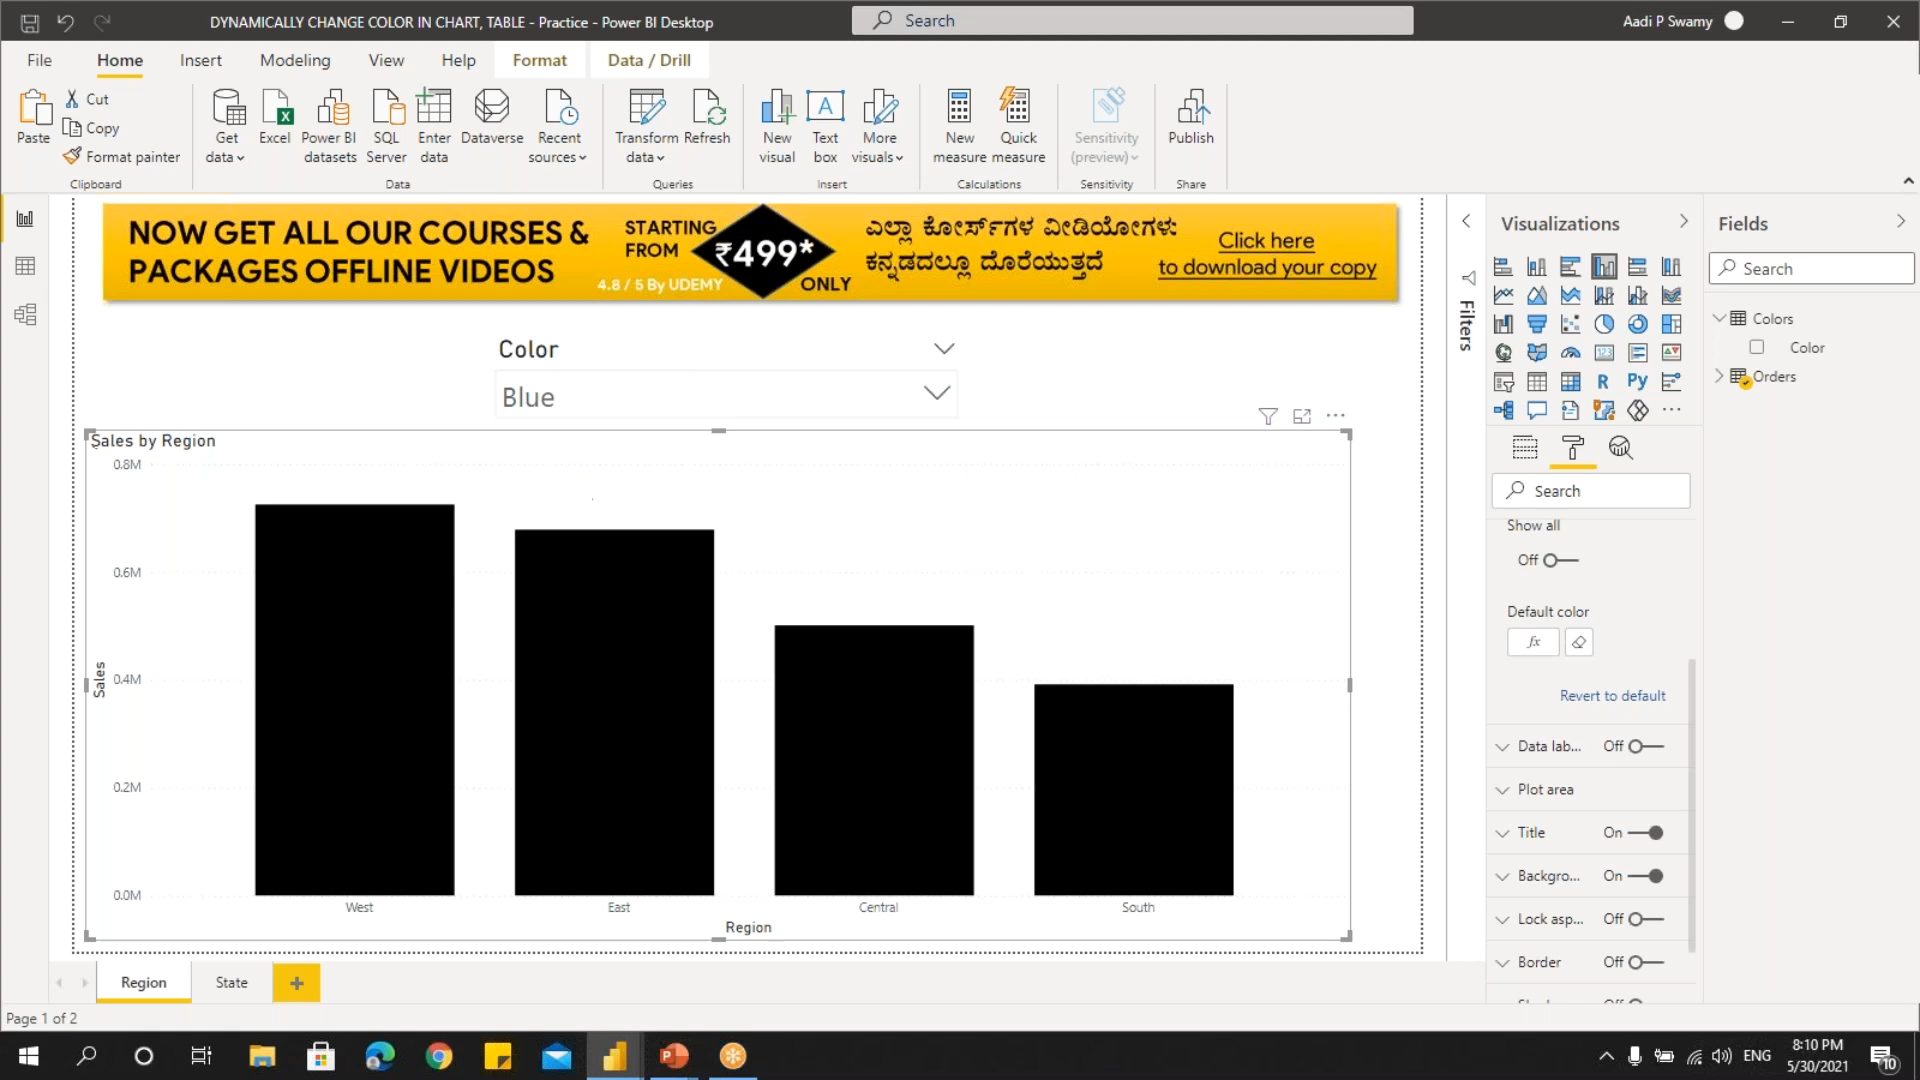 DYNAMICALLY CHANGE COLOR IN CHART, TABLE - Practice - Power BI Desktop
Search
Aadi P Swamy
File
Home
Insert
Modeling
View
Help
Format
Data / Drill
Paste
Cut
Copy
Format painter
Clipboard
Get data
Excel
Power BI datasets
SQL Server
Enter data
Dataverse
Recent sources
Data
Transform data
Refresh
Queries
New visual
Text box
More visuals
Insert
New measure
Quick measure
Calculations
Sensitivity (preview)
Sensitivity
Publish
Share
NOW GET ALL OUR COURSES &
PACKAGES OFFLINE VIDEOS
STARTING
FROM
₹499*
4.8 / 5 By UDEMY
ONLY
ಎಲ್ಲಾ ಕೋರ್ಸ್‌ಗಳ ವೀಡಿಯೋಗಳು
ಕನ್ನಡದಲ್ಲೂ ದೊರೆಯುತ್ತದೆ
Click here
to download your copy
Color
Blue
Sales by Region
0.8M
0.6M
0.4M
0.2M
0.0M
Sales
West
East
Central
South
Region
Filters
Visualizations
R
Py
123
Search
Show all
Off
Default color
fx
Revert to default
Data lab... Off
Plot area
Title On
Backgro... On
Lock asp... Off
Border Off
Fields
Search
Colors
Color
Orders
Region
State
+
Page 1 of 2
ENG
8:10 PM
5/30/2021
10